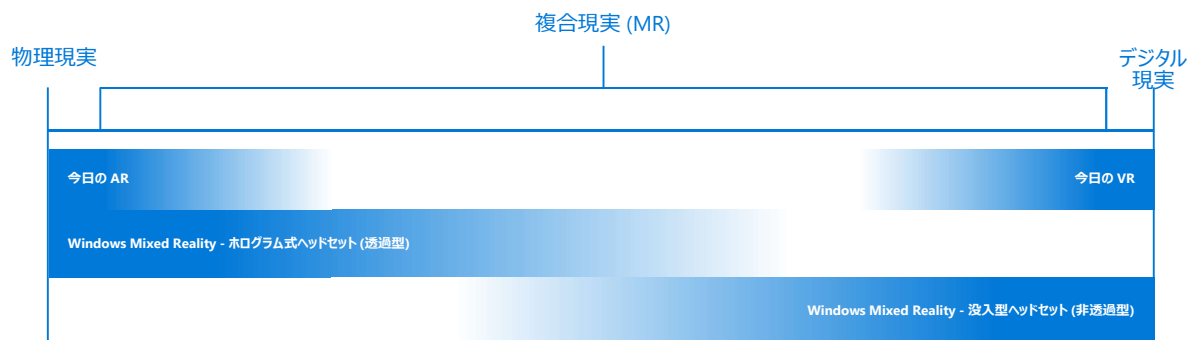 複合現実 (MR)
物理現実
デジタル
現実
今日の AR
今日の VR
Windows Mixed Reality - ホログラム式ヘッドセット (透過型)
Windows Mixed Reality - 没入型ヘッドセット (非透過型)